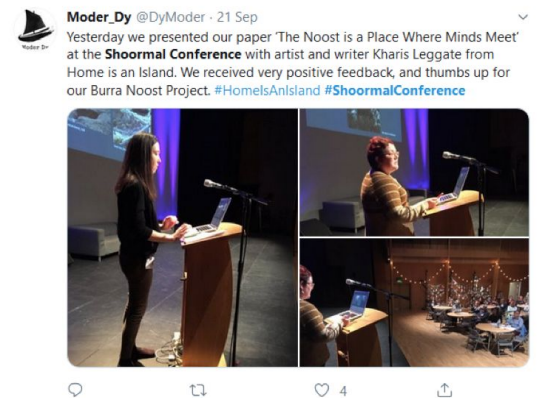 Moder_Dy @DyModer · 21 Sep
Yesterday we presented our paper 'The Noost is a Place Where Minds Meet'
at the Shoormal Conference with artist and writer Kharis Leggate from
Home is an Island. We received very positive feedback, and thumbs up for
our Burra Noost Project. #HomeIsAnIsland #ShoormalConference
Moder Dy
4